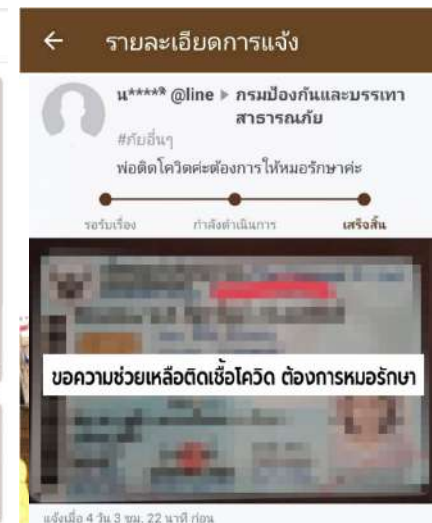 รายละเอียดการแจ้ง
น****ร @line ▸ กรมป้องกันและบรรเทา
สาธารณภัย
#ภัยอื่นๆ
พ่อติดโควิดค่ะต้องการให้หมอรักษาค่ะ
รอรับเรื่อง กำลังดำเนินการ เสร็จสิ้น
ขอความช่วยเหลือติดเชื้อโควิด ต้องการหมอรักษา
แจ้งเมื่อ 4 วัน 3 ชม. 22 นาที ก่อน